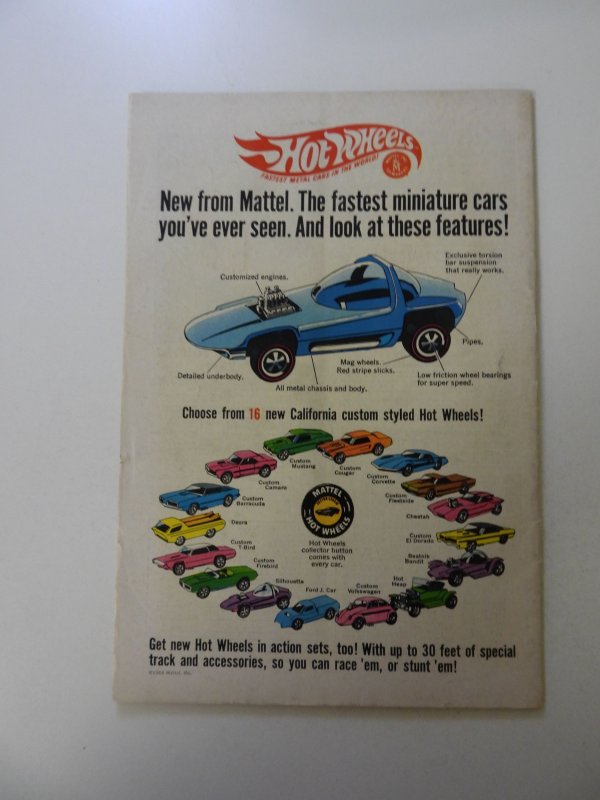 HOT WHEELS
FASTEST METAL CARS IN THE WORLD!
New from Mattel. The fastest miniature cars
you've ever seen. And look at these features!
Exclusive torsion
bar suspension
that really works.
Customized engines.
Pipes.
Mag wheels.
Red stripe slicks.
Detailed underbody.
Low friction wheel bearings
for super speed.
All metal chassis and body.
Choose from 16 new California custom styled Hot Wheels!
Custom
Mustang
Custom
Cougar
Custom
Corvette
Custom
Camaro
Custom
Fleetside
Custom
Barracuda
Cheetah
Deora
Custom
El Dorado
Custom
T-Bird
Beatnik
Bandit
Custom
Firebird
Hot
Heap
Silhouette
Ford J. Car
Custom
Volkswagen
MATTEL
HOT WHEELS
Hot Wheels
collector button
comes with
every car.
Get new Hot Wheels in action sets, too! With up to 30 feet of special
track and accessories, so you can race 'em, or stunt 'em!